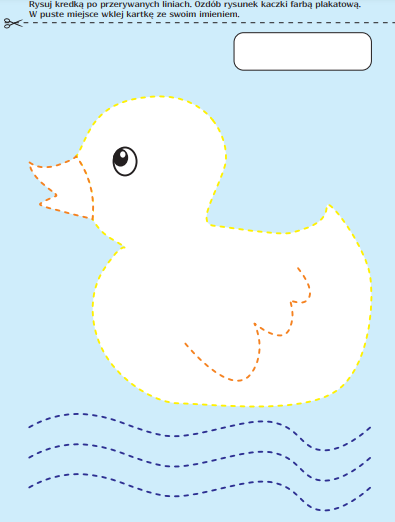 Rysuj kredką po przerywanych liniach. Ozdób rysunek kaczki farbą plakatową.
W puste miejsce wklej kartkę ze swoim imieniem.